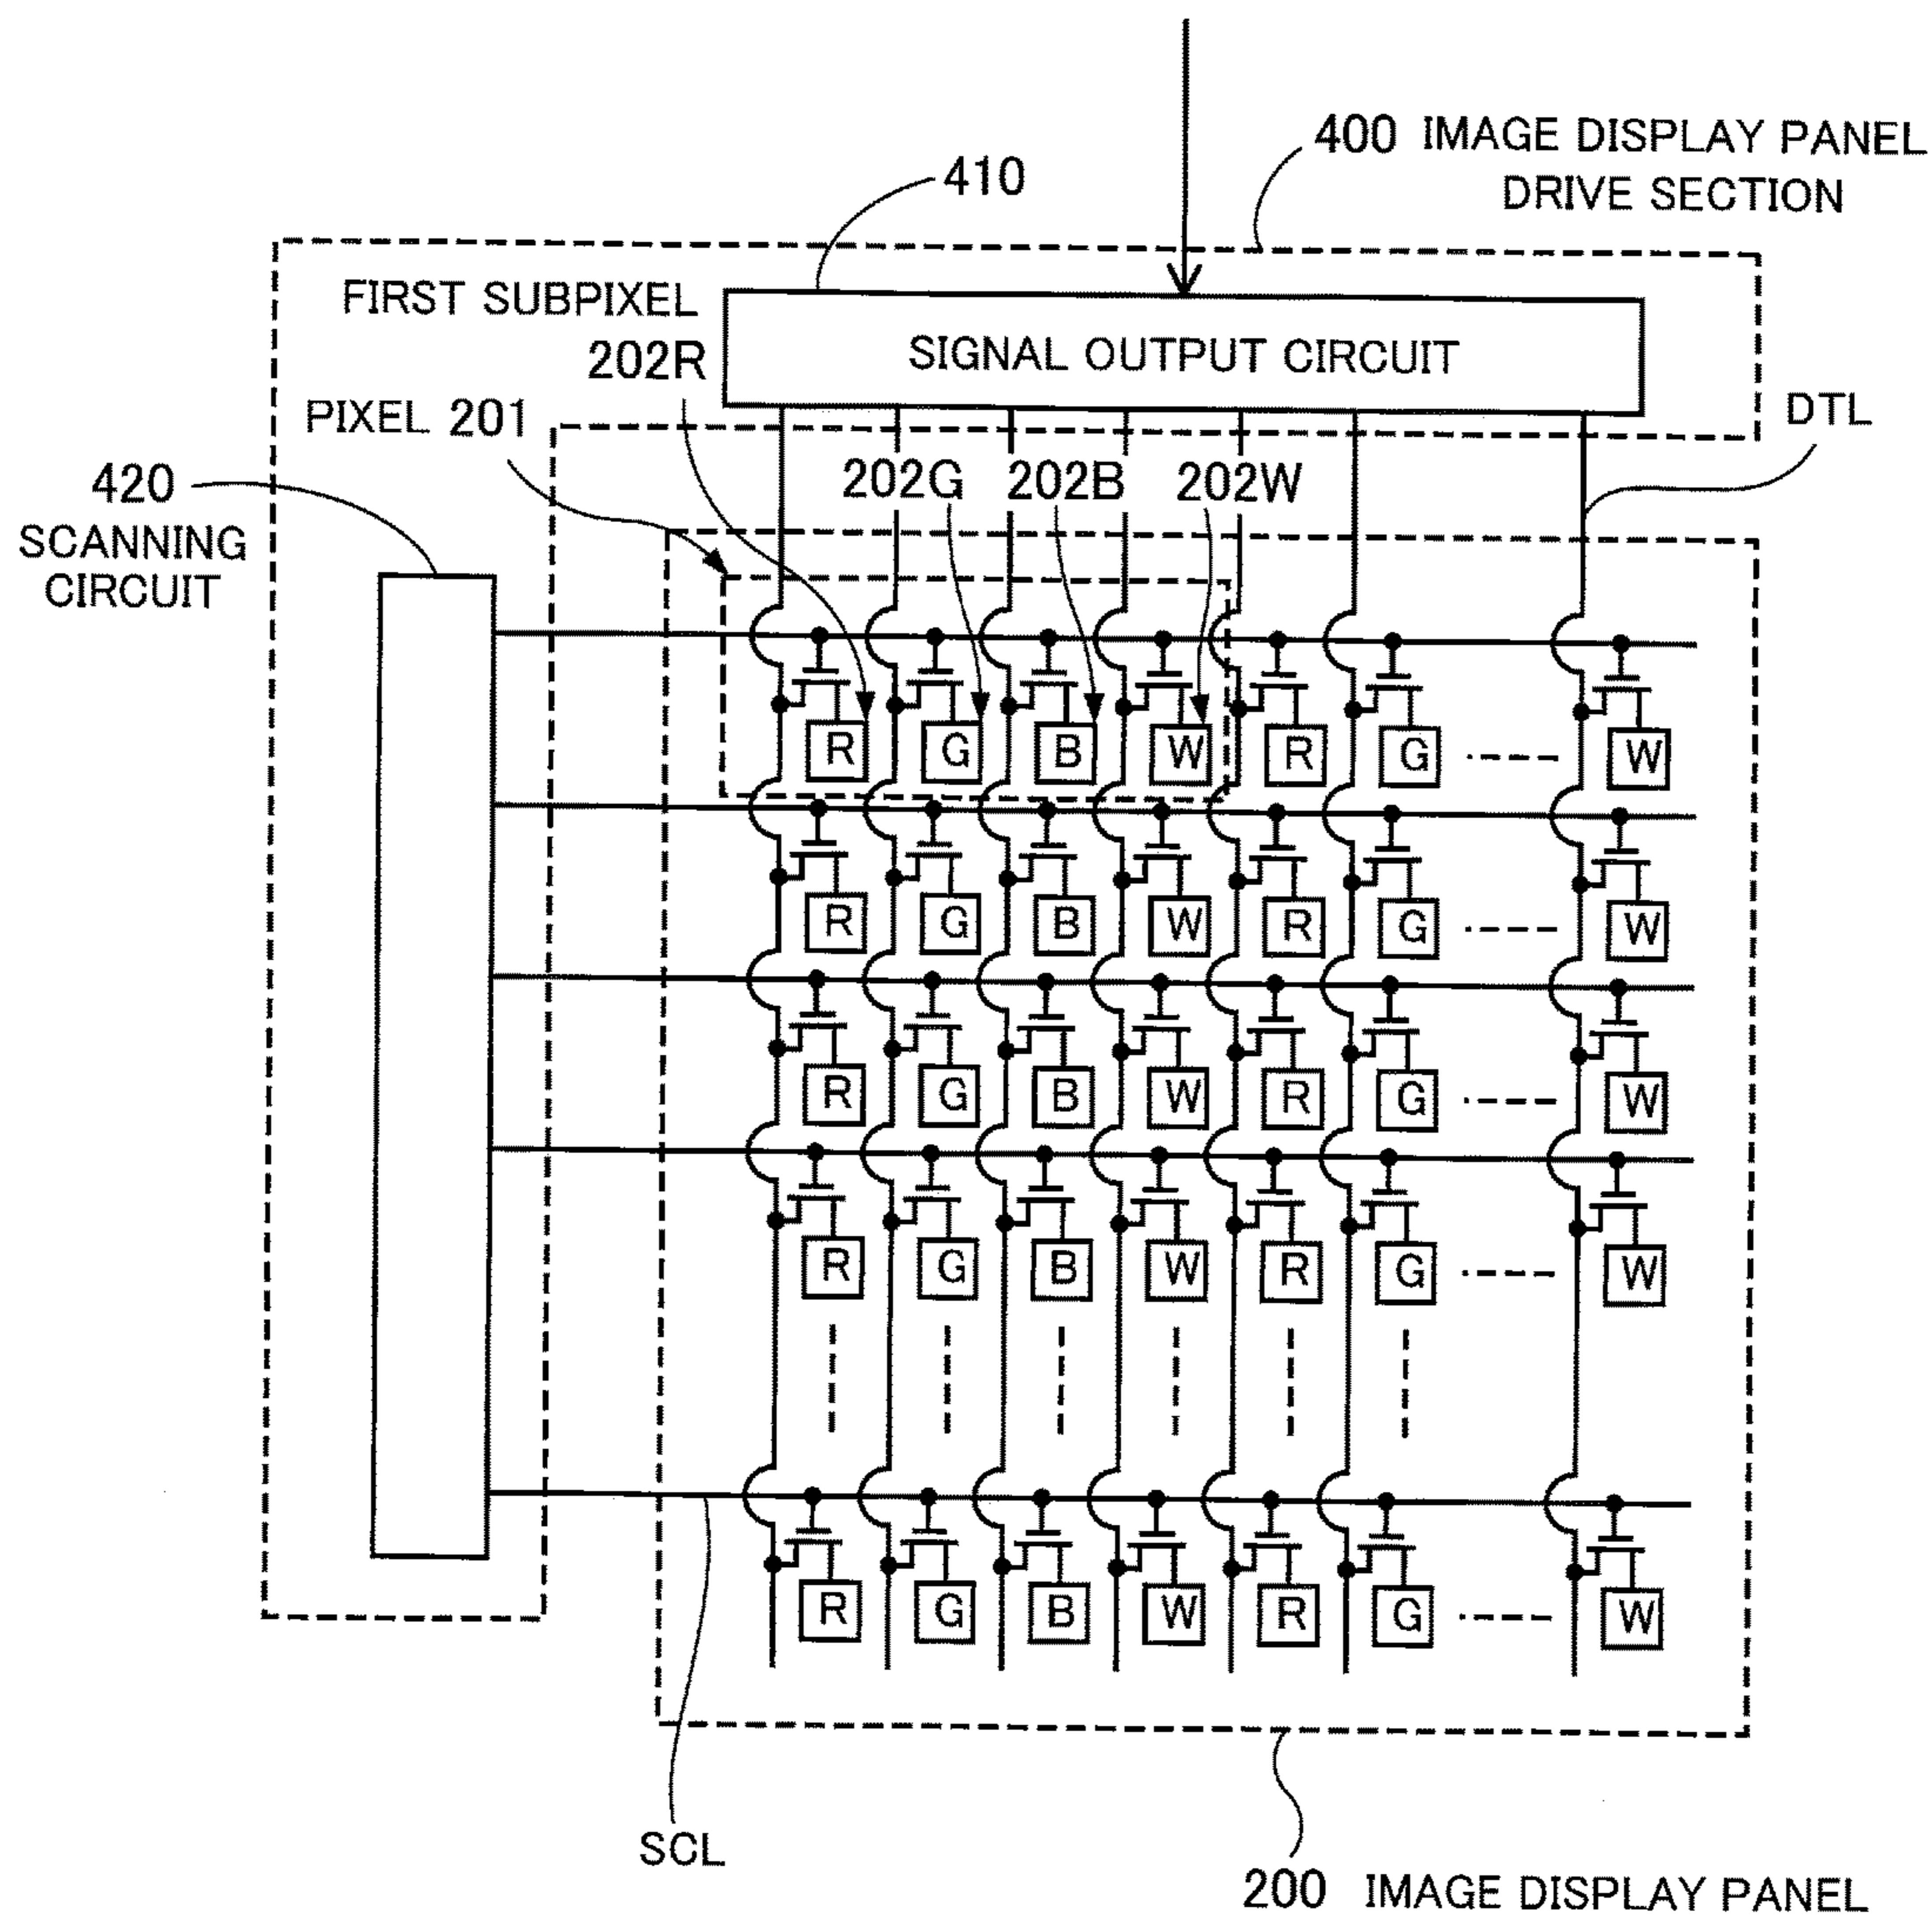 400 IMAGE DISPLAY PANEL
DRIVE SECTION
410
FIRST SUBPIXEL
202R
SIGNAL OUTPUT CIRCUIT
PIXEL 201
DTL
420
SCANNING
CIRCUIT
202G 202B 202W
R G B W R G W
R G B W R G W
R G B W R G W
R G B W R G W
R G B W R G W
SCL
200 IMAGE DISPLAY PANEL